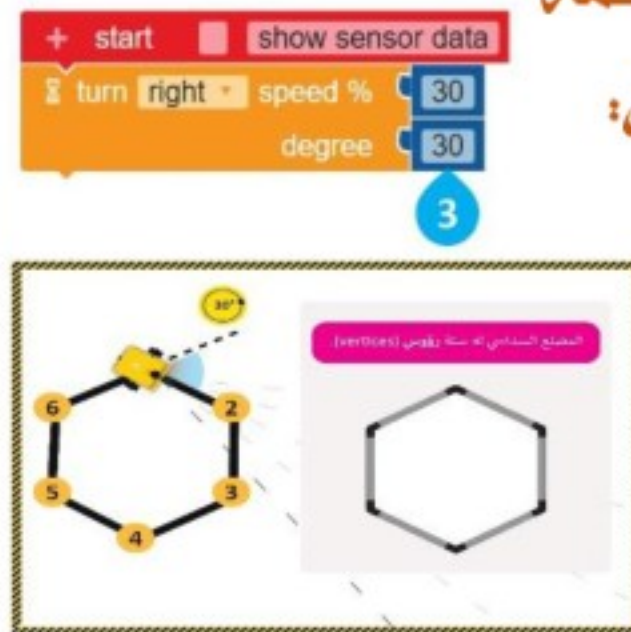 + start show sensor data
turn right speed % 30
degree 30
3
30°
المضلع السداسي له ستة رؤوس (vertices).
6
2
5
3
4